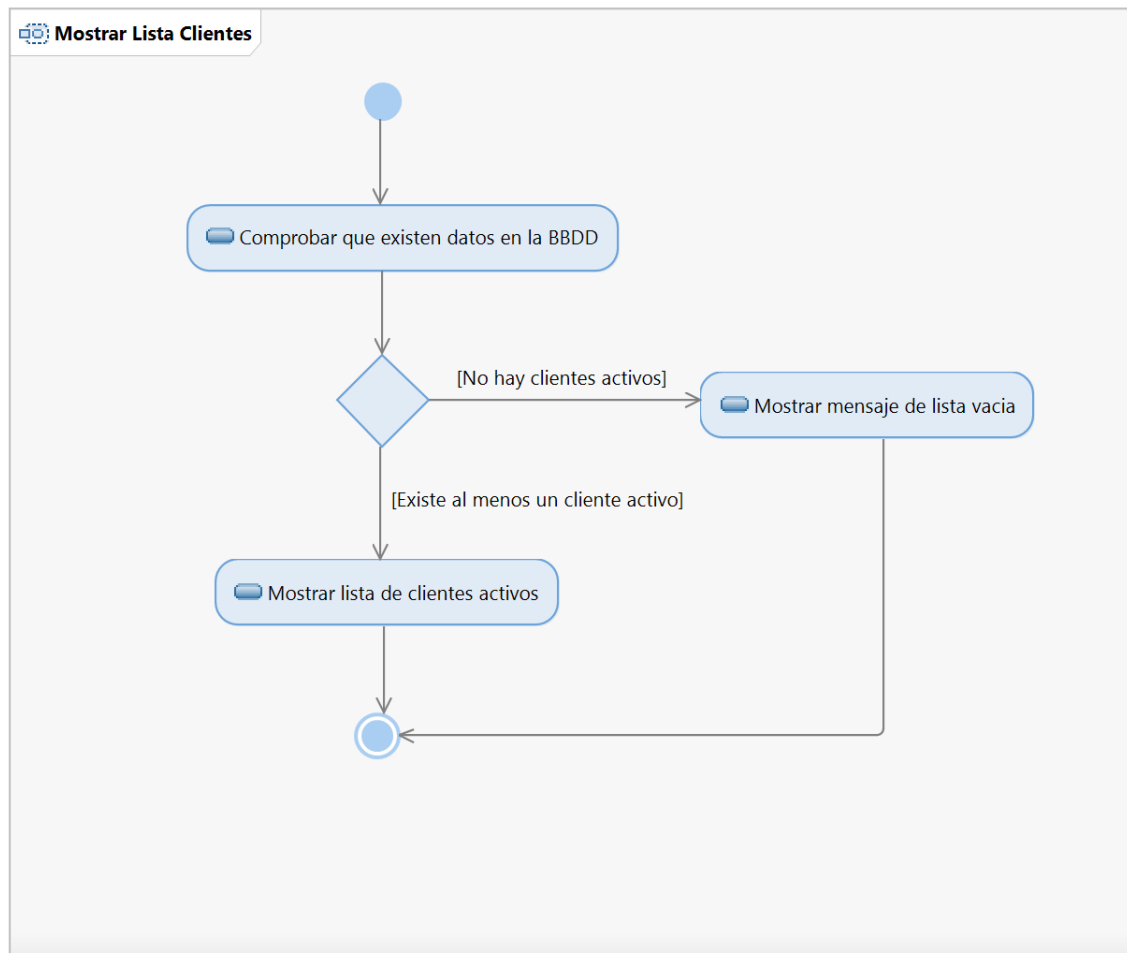 Mostrar Lista Clientes
Comprobar que existen datos en la BBDD
[No hay clientes activos]
Mostrar mensaje de lista vacia
[Existe al menos un cliente activo]
Mostrar lista de clientes activos